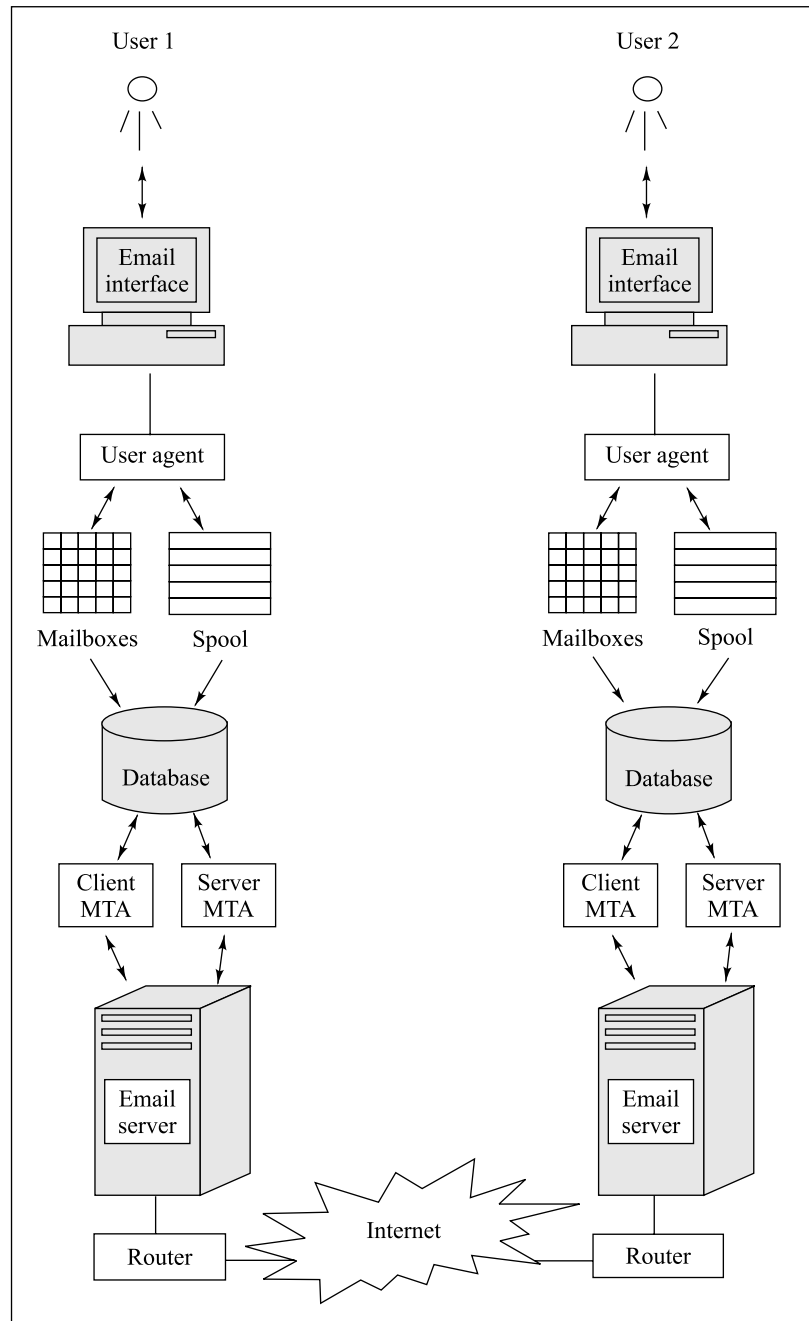 User 1
User 2
Email
interface
Email
interface
User agent
User agent
Mailboxes
Spool
Mailboxes
Spool
Database
Database
Client
MTA
Server
MTA
Client
MTA
Server
MTA
Email
server
Email
server
Internet
Router
Router